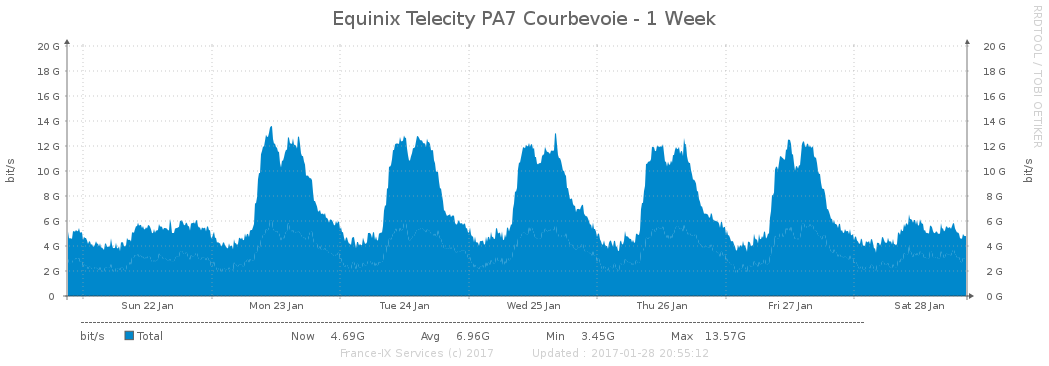 Equinix Telecity PA7 Courbevoie - 1 Week
RRDTOOL / TOBI OETIKER
bit/s
20 G 20 G
18 G 18 G
16 G 16 G
14 G 14 G
12 G 12 G
10 G 10 G
8 G 8 G
6 G 6 G
4 G 4 G
2 G 2 G
0 0 G
bit/s
Sun 22 Jan Mon 23 Jan Tue 24 Jan Wed 25 Jan Thu 26 Jan Fri 27 Jan Sat 28 Jan
bit/s Total Now 4.69G Avg 6.96G Min 3.45G Max 13.57G
France-IX Services (c) 2017 Updated : 2017-01-28 20:55:12